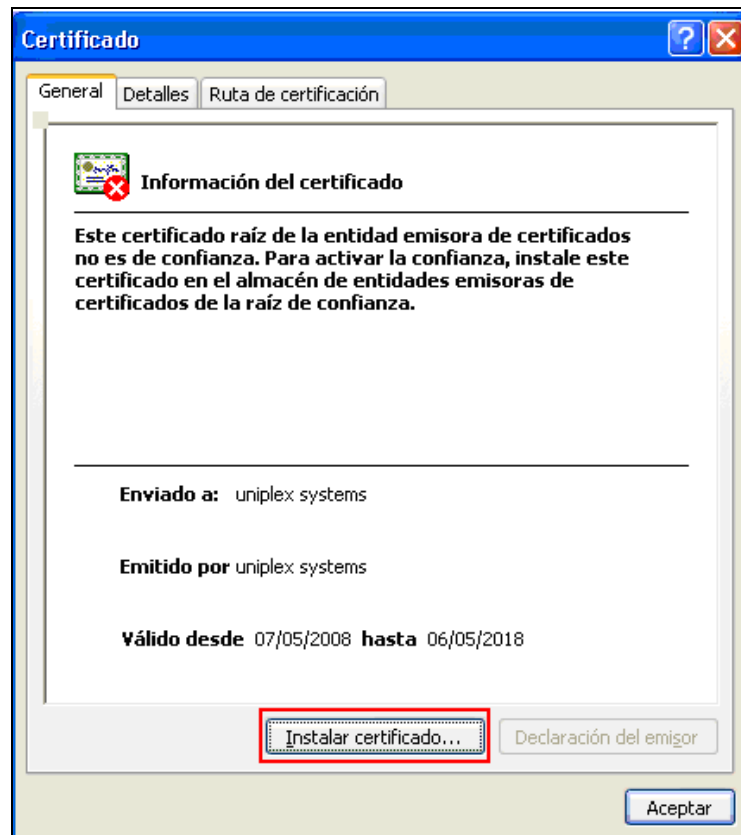 Certificado
General Detalles Ruta de certificación
Información del certificado
Este certificado raíz de la entidad emisora de certificados
no es de confianza. Para activar la confianza, instale este
certificado en el almacén de entidades emisoras de
certificados de la raíz de confianza.
Enviado a: uniplex systems
Emitido por uniplex systems
Válido desde 07/05/2008 hasta 06/05/2018
Instalar certificado... Declaración del emisor
Aceptar